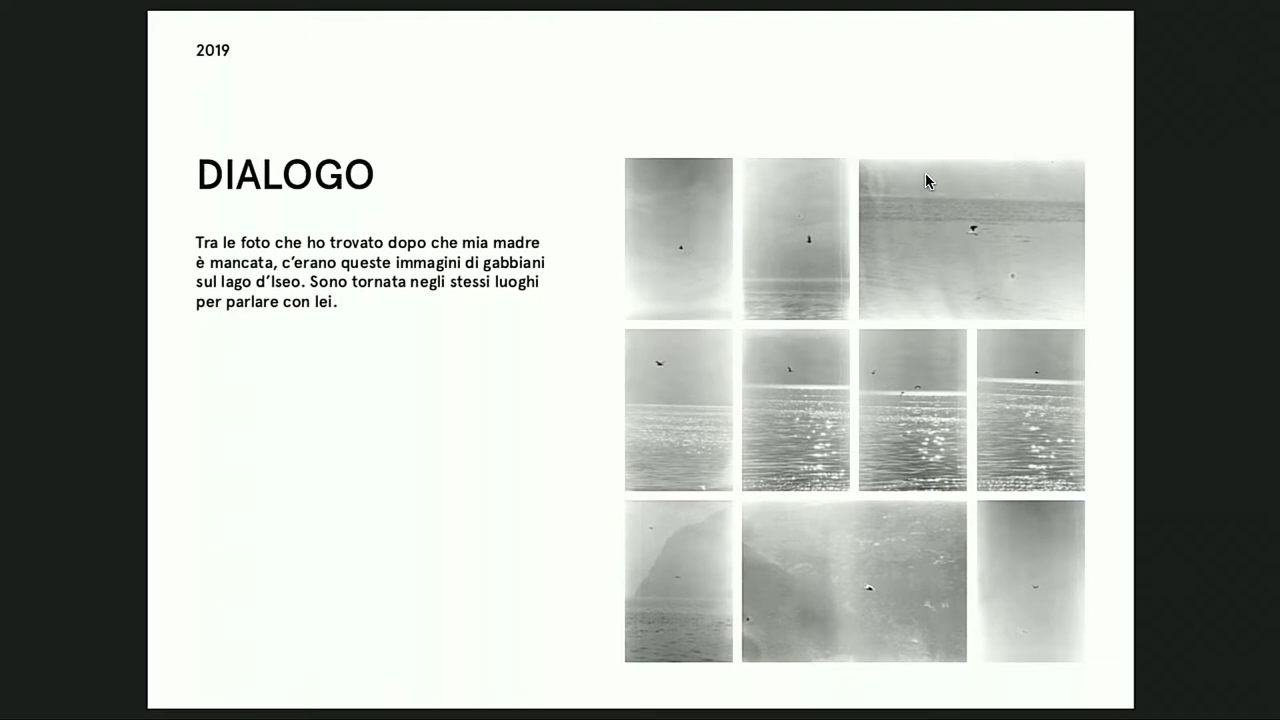 2019
DIALOGO
Tra le foto che ho trovato dopo che mia madre
è mancata, c’erano queste immagini di gabbiani
sul lago d’Iseo. Sono tornata negli stessi luoghi
per parlare con lei.